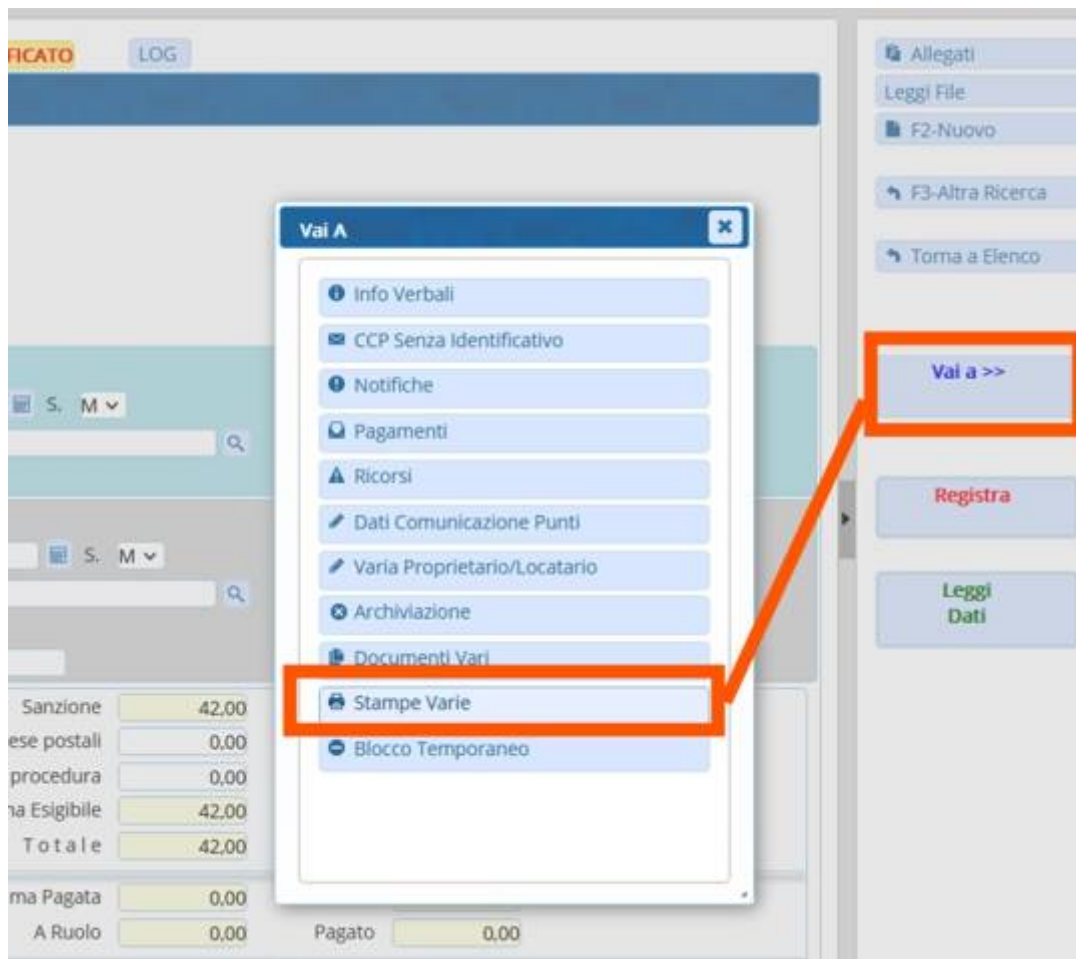 FICATO LOG
Allegati
Leggi File
F2-Nuovo
F3-Altra Ricerca
Torna a Elenco
Vai a >>
Registra
Leggi
Dati
Vai A
Info Verbali
CCP Senza Identificativo
Notifiche
Pagamenti
Ricorsi
Dati Comunicazione Punti
Varia Proprietario/Locatario
Archiviazione
Documenti Vari
Stampe Varie
Blocco Temporaneo
S. M
S. M
Sanzione 42,00
ese postali 0,00
procedura 0,00
na Esigibile 42,00
Totale 42,00
ma Pagata 0,00
A Ruolo 0,00 Pagato 0,00